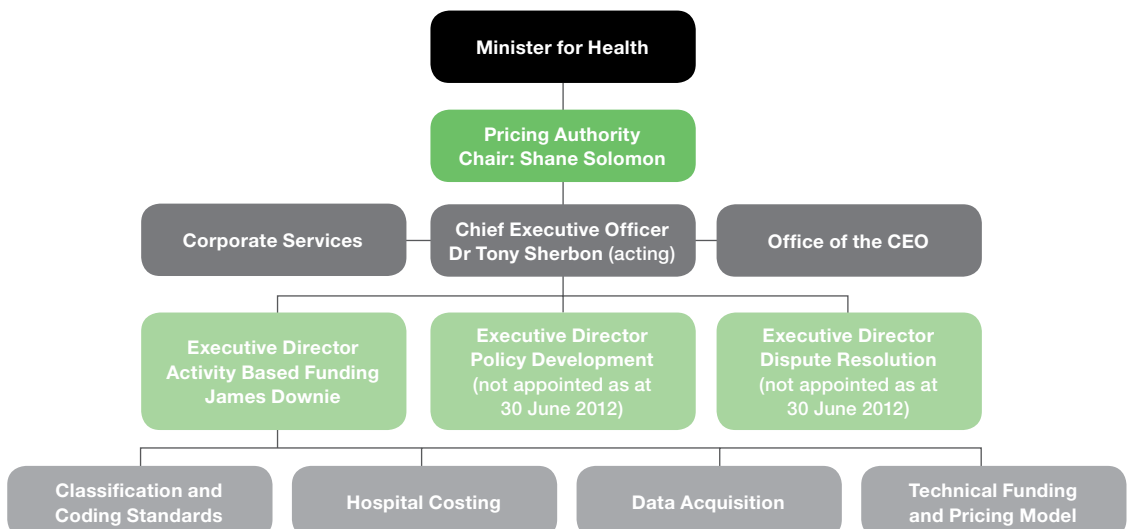 Minister for Health
Pricing Authority
Chair: Shane Solomon
Corporate Services
Chief Executive Officer
Dr Tony Sherbon (acting)
Office of the CEO
Executive Director
Activity Based Funding
James Downie
Executive Director
Policy Development
(not appointed as at
30 June 2012)
Executive Director
Dispute Resolution
(not appointed as at
30 June 2012)
Classification and
Coding Standards
Hospital Costing
Data Acquisition
Technical Funding
and Pricing Model